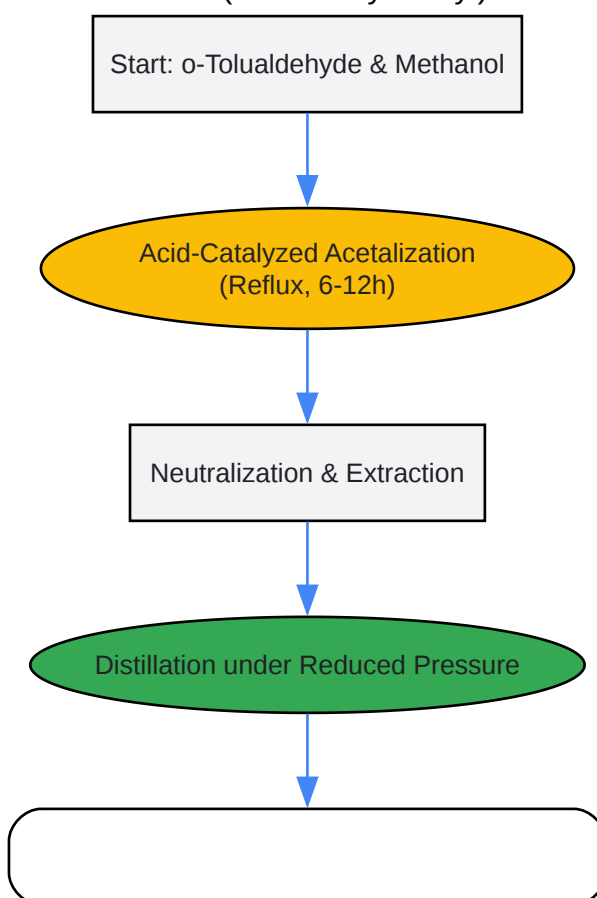 Start: o-Tolualdehyde & Methanol
Acid-Catalyzed Acetalization
(Reflux, 6-12h)
Neutralization & Extraction
Distillation under Reduced Pressure